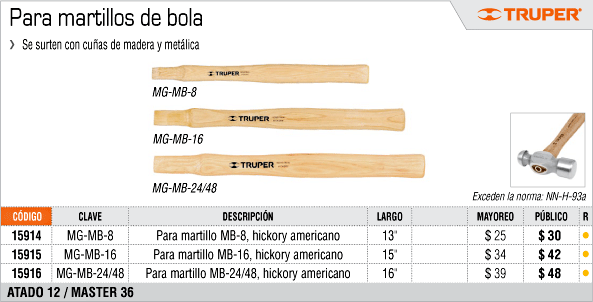 Para martillos de bola
TRUPER®
❯ Se surten con cuñas de madera y metálica
TRUPER
MG-MB-8
TRUPER
MG-MB-16
TRUPER
MG-MB-24/48
Exceden la norma: NN-H-93a
CÓDIGO CLAVE DESCRIPCIÓN LARGO MAYOREO PÚBLICO R
15914 MG-MB-8 Para martillo MB-8, hickory americano 13" $ 25 $ 30 ●
15915 MG-MB-16 Para martillo MB-16, hickory americano 15" $ 34 $ 42 ●
15916 MG-MB-24/48 Para martillo MB-24/48, hickory americano 16" $ 39 $ 48 ●
ATADO 12 / MASTER 36